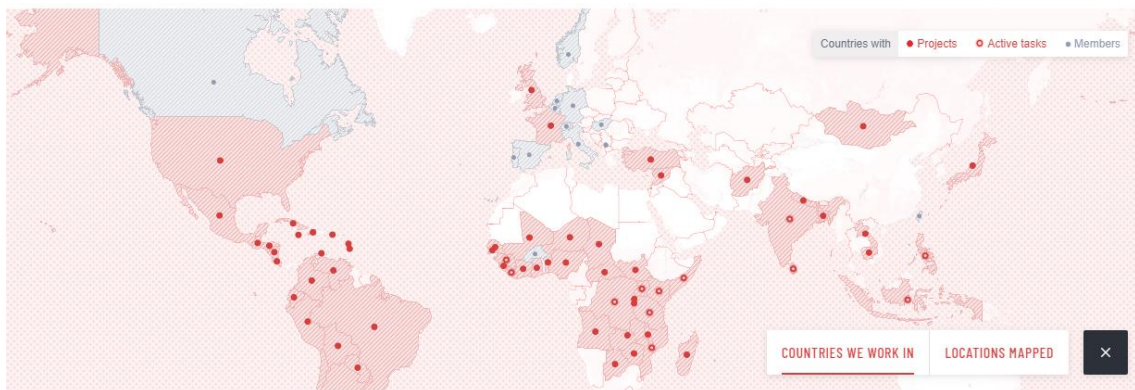 Countries with Projects Active tasks Members
COUNTRIES WE WORK IN LOCATIONS MAPPED